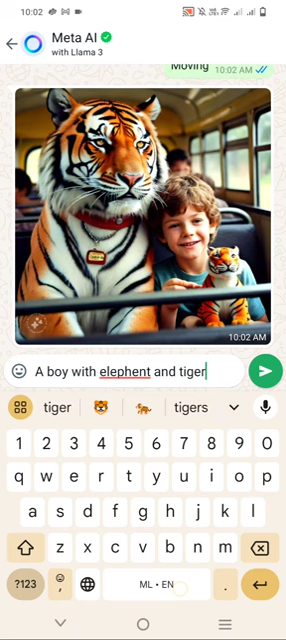 10:02
Meta AI
with Llama 3
Moving 10:02 AM
10:02 AM
A boy with elephent and tiger
tiger tigers
1 2 3 4 5 6 7 8 9 0
q w e r t y u i o p
a s d f g h j k l
z x c v b n m
?123 , ML • EN .